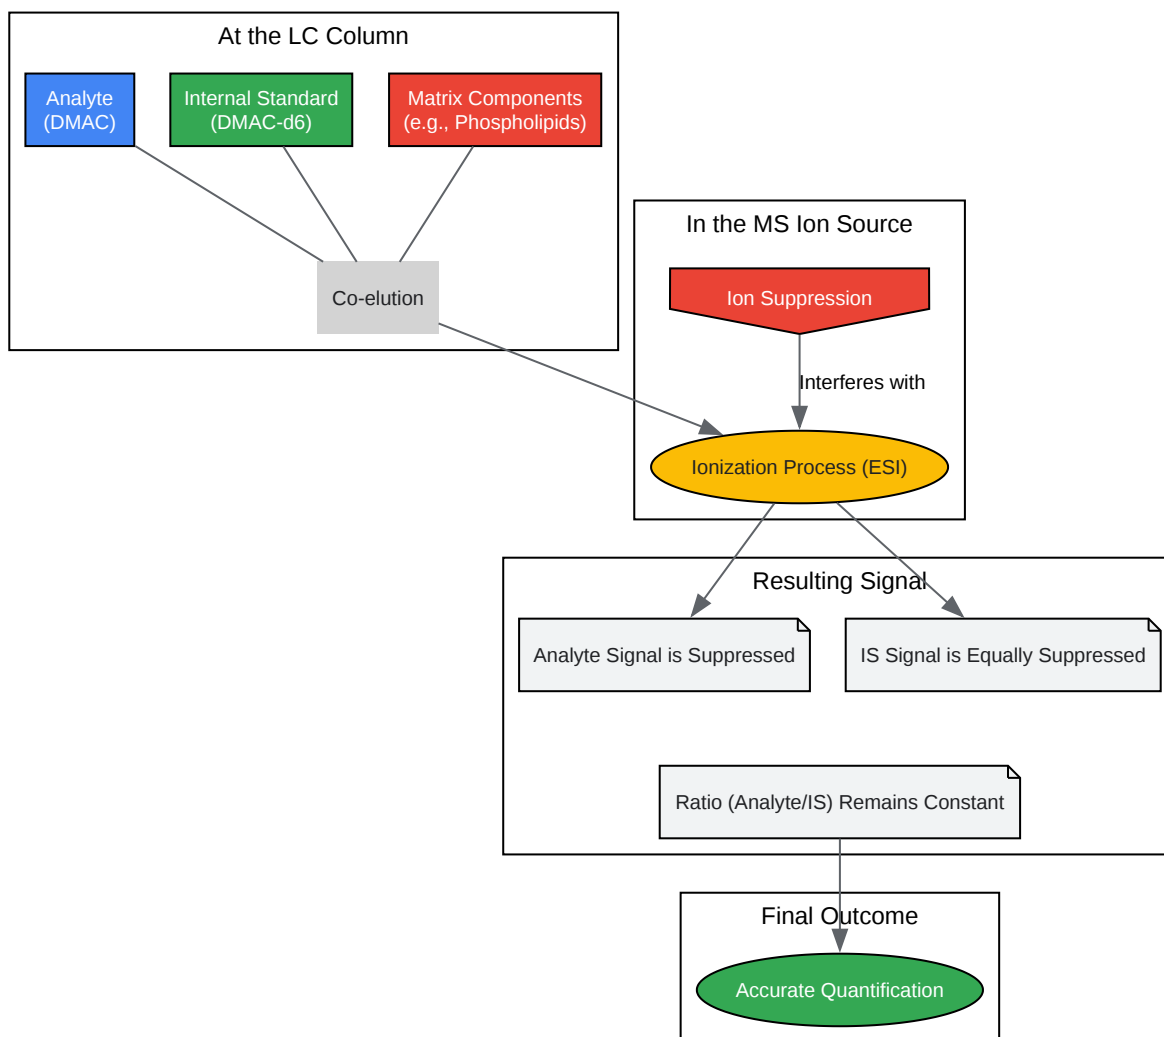 At the LC Column
Analyte
(DMAC)
Internal Standard
(DMAC-d6)
Matrix Components
(e.g., Phospholipids)
Co-elution
In the MS Ion Source
Ion Suppression
Interferes with
Ionization Process (ESI)
Resulting Signal
Analyte Signal is Suppressed
IS Signal is Equally Suppressed
Ratio (Analyte/IS) Remains Constant
Final Outcome
Accurate Quantification